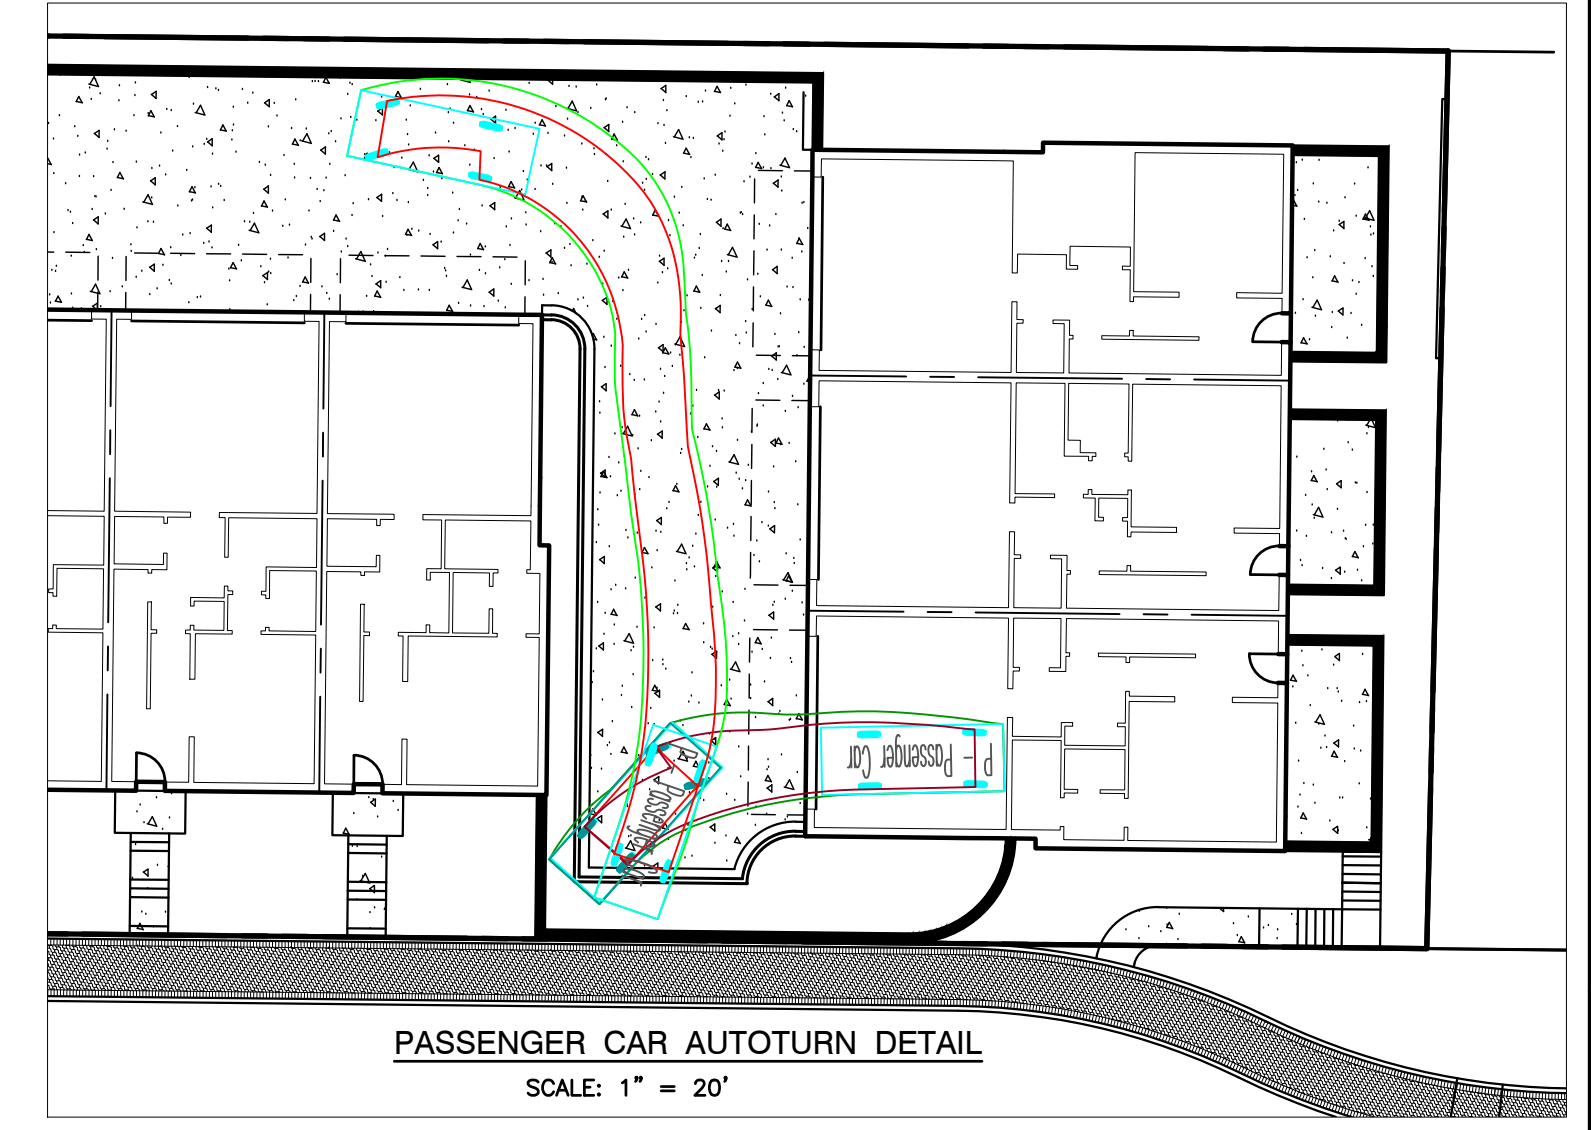 P - Passenger Car
P - Passenger Car
PASSENGER CAR AUTOTURN DETAIL
SCALE: 1" = 20'